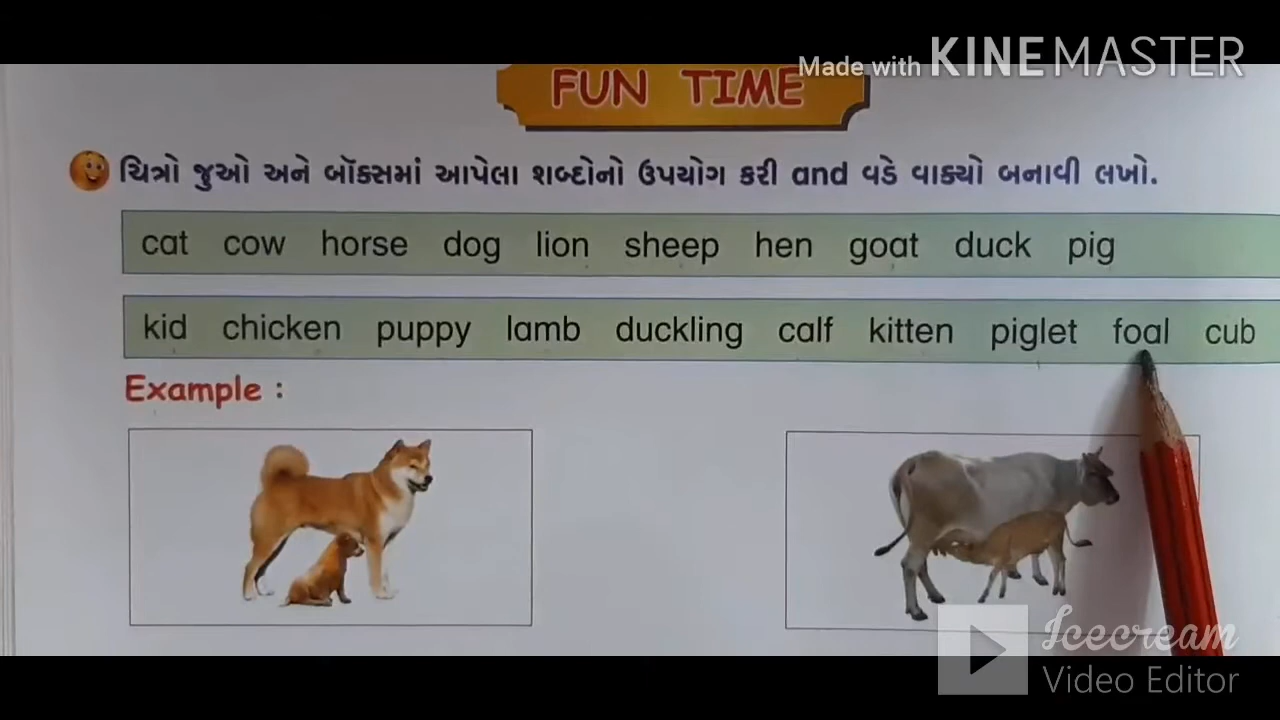 Made with KINEMASTER
FUN TIME
ચિત્રો જુઓ અને બૉક્સમાં આપેલા શબ્દોનો ઉપયોગ કરી and વડે વાક્યો બનાવી લખો.
cat cow horse dog lion sheep hen goat duck pig
kid chicken puppy lamb duckling calf kitten piglet foal cub
Example :
Icecream
Video Editor